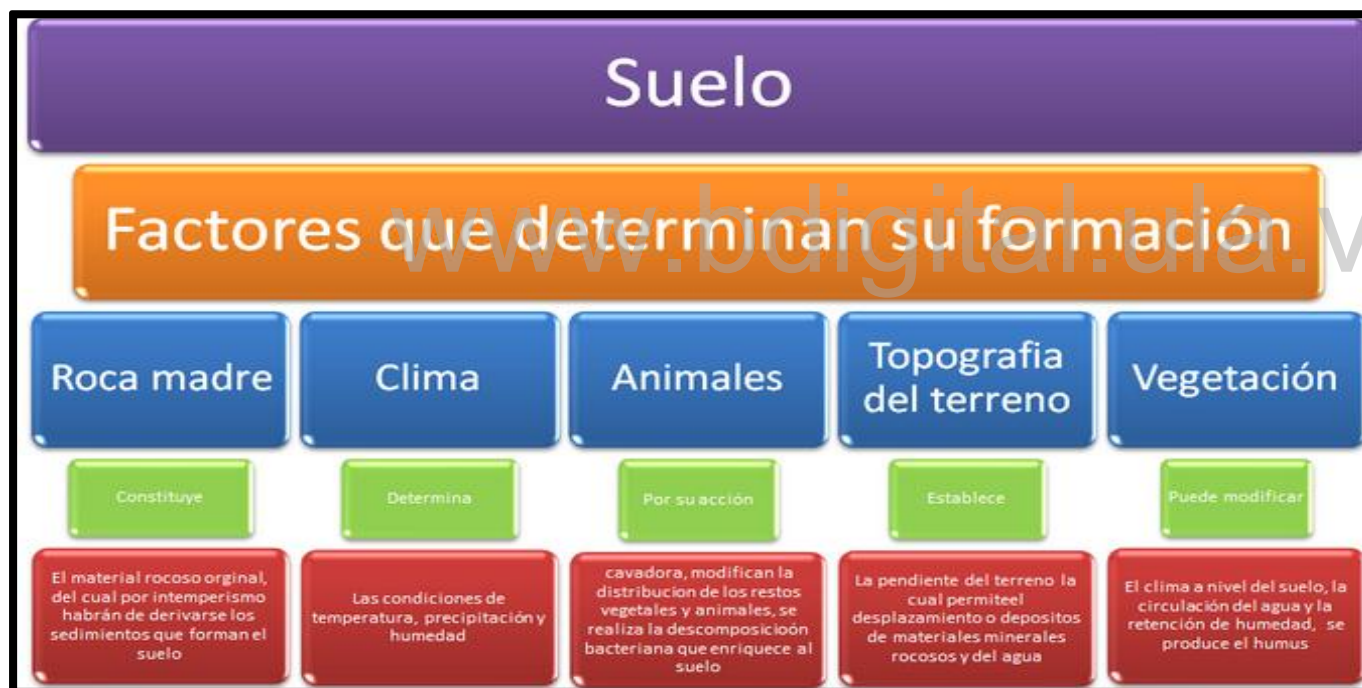 Suelo
Factores que determinan su formación
www.bdigital.ula.v
Roca madre
Clima
Animales
Topografia
del terreno
Vegetación
Constituye
Determina
Por su acción
Establece
Puede modificar
El material rocoso orginal,
del cual por intemperismo
habrán de derivarse los
sedimientos que forman el
suelo
Las condiciones de
temperatura, precipitación y
humedad
cavadora, modifican la
distribucion de los restos
vegetales y animales, se
realiza la descomposicioón
bacteriana que enriquece al
suelo
La pendiente del terreno la
cual permiteel
desplazamiento o depositos
de materiales minerales
rocosos y del agua
El clima a nivel del suelo, la
circulación del agua y la
retención de humedad, se
produce el humus